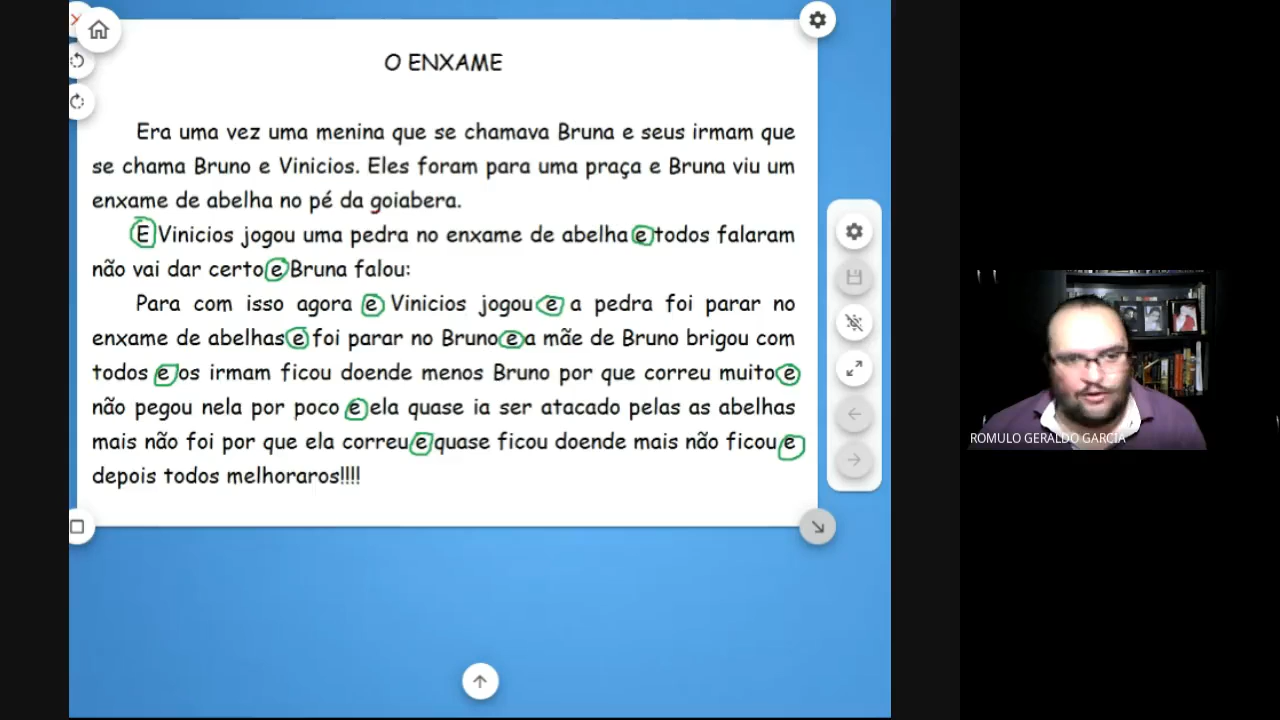 O ENXAME
Era uma vez uma menina que se chamava Bruna e seus irmam que
se chama Bruno e Vinicios. Eles foram para uma praça e Bruna viu um
enxame de abelha no pé da goiabera.
E Vinicios jogou uma pedra no enxame de abelha e todos falaram
não vai dar certo e Bruna falou:
Para com isso agora e Vinicios jogou e a pedra foi parar no
enxame de abelhas e foi parar no Bruno e a mãe de Bruno brigou com
todos e os irmam ficou doende menos Bruno por que correu muito e
não pegou nela por poco e ela quase ia ser atacado pelas as abelhas
mais não foi por que ela correu e quase ficou doende mais não ficou e
depois todos melhoraros!!!!
ROMULO GERALDO GARCIA